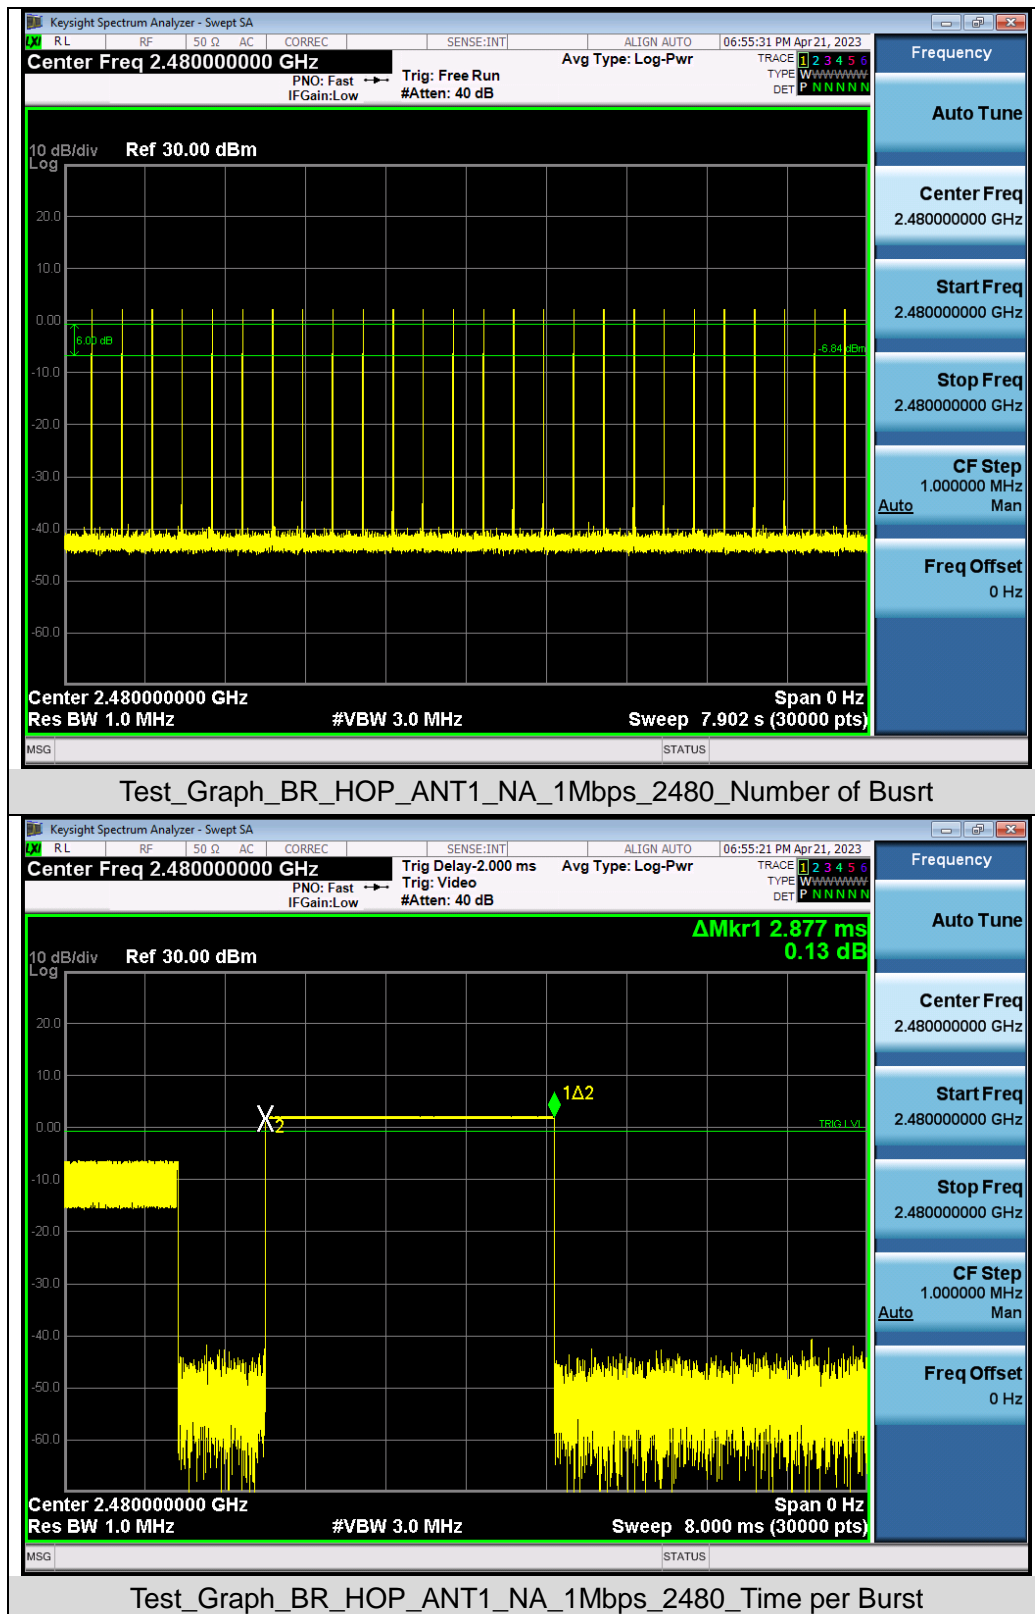 Keysight Spectrum Analyzer - Swept SA
LXI RL RF 50 Ω AC CORREC SENSE:INT ALIGN AUTO 06:55:31 PM Apr 21, 2023
Center Freq 2.480000000 GHz
PNO: Fast
IFGain:Low
Trig: Free Run
#Atten: 40 dB
Avg Type: Log-Pwr
TRACE 1 2 3 4 5 6
TYPE WWWWWW
DET P N N N N N
Frequency
Auto Tune
Center Freq
2.480000000 GHz
Start Freq
2.480000000 GHz
Stop Freq
2.480000000 GHz
CF Step
1.000000 MHz
Auto Man
Freq Offset
0 Hz
10 dB/div Ref 30.00 dBm
Log
20.0
10.0
0.00
6.00 dB
-6.84 dBm
-10.0
-20.0
-30.0
-40.0
-50.0
-60.0
Center 2.480000000 GHz Span 0 Hz
Res BW 1.0 MHz #VBW 3.0 MHz Sweep 7.902 s (30000 pts)
MSG STATUS
Test_Graph_BR_HOP_ANT1_NA_1Mbps_2480_Number of Busrt
Keysight Spectrum Analyzer - Swept SA
LXI RL RF 50 Ω AC CORREC SENSE:INT ALIGN AUTO 06:55:21 PM Apr 21, 2023
Center Freq 2.480000000 GHz
PNO: Fast
IFGain:Low
Trig Delay-2.000 ms
Trig: Video
#Atten: 40 dB
Avg Type: Log-Pwr
TRACE 1 2 3 4 5 6
TYPE WWWWWW
DET P N N N N N
Frequency
Auto Tune
Center Freq
2.480000000 GHz
Start Freq
2.480000000 GHz
Stop Freq
2.480000000 GHz
CF Step
1.000000 MHz
Auto Man
Freq Offset
0 Hz
ΔMkr1 2.877 ms
0.13 dB
10 dB/div Ref 30.00 dBm
Log
20.0
10.0
1Δ2
2
0.00
TRIG LVL
-10.0
-20.0
-30.0
-40.0
-50.0
-60.0
Center 2.480000000 GHz Span 0 Hz
Res BW 1.0 MHz #VBW 3.0 MHz Sweep 8.000 ms (30000 pts)
MSG STATUS
Test_Graph_BR_HOP_ANT1_NA_1Mbps_2480_Time per Burst